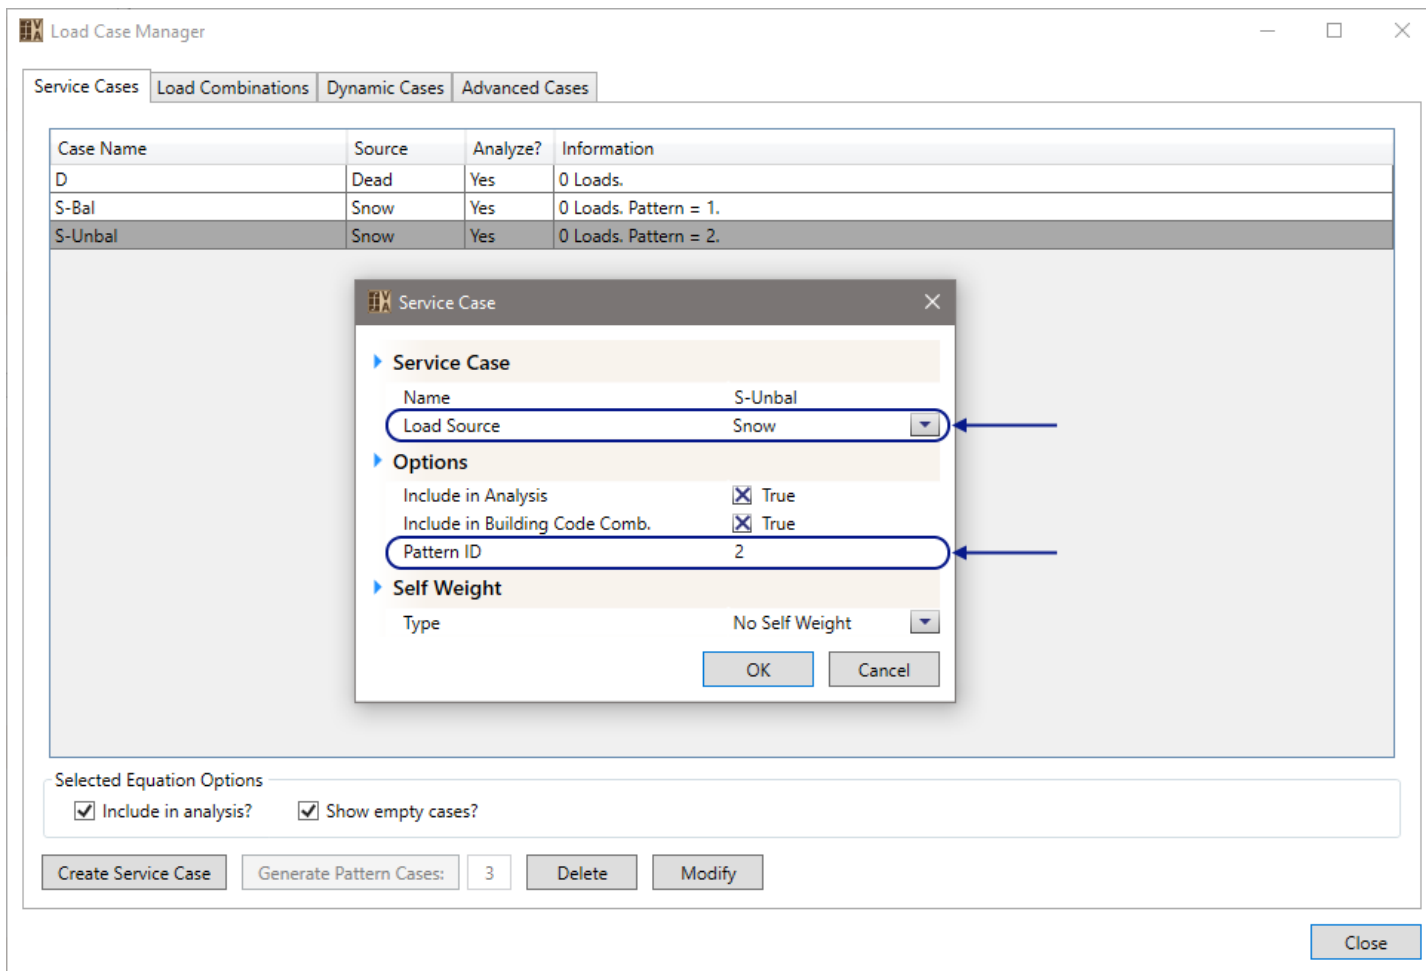 Load Case Manager
Service Cases Load Combinations Dynamic Cases Advanced Cases
Case Name Source Analyze? Information
D Dead Yes 0 Loads.
S-Bal Snow Yes 0 Loads. Pattern = 1.
S-Unbal Snow Yes 0 Loads. Pattern = 2.
Service Case
Service Case
Name S-Unbal
Load Source Snow
Options
Include in Analysis True
Include in Building Code Comb. True
Pattern ID 2
Self Weight
Type No Self Weight
OK Cancel
Selected Equation Options
Include in analysis? Show empty cases?
Create Service Case Generate Pattern Cases: 3 Delete Modify
Close